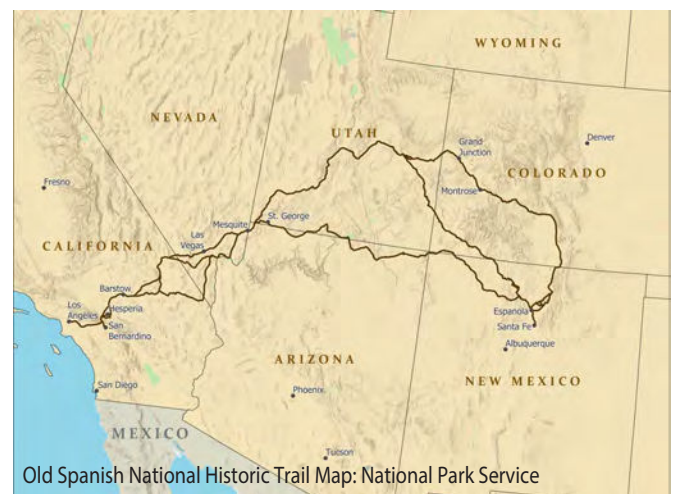 WYOMING
NEVADA
UTAH
Grand
Junction
Denver
COLORADO
Montrose
Fresno
St. George
Mesquite
Las
Vegas
CALIFORNIA
Barstow
Los
Angeles
Hesperia
San
Bernardino
Espanola
Santa Fe
Albuquerque
ARIZONA
NEW MEXICO
San Diego
Phoenix
MEXICO
Tucson
Old Spanish National Historic Trail Map: National Park Service